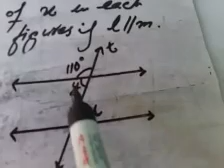 of x in each
figures if l||m.
t
110°
x